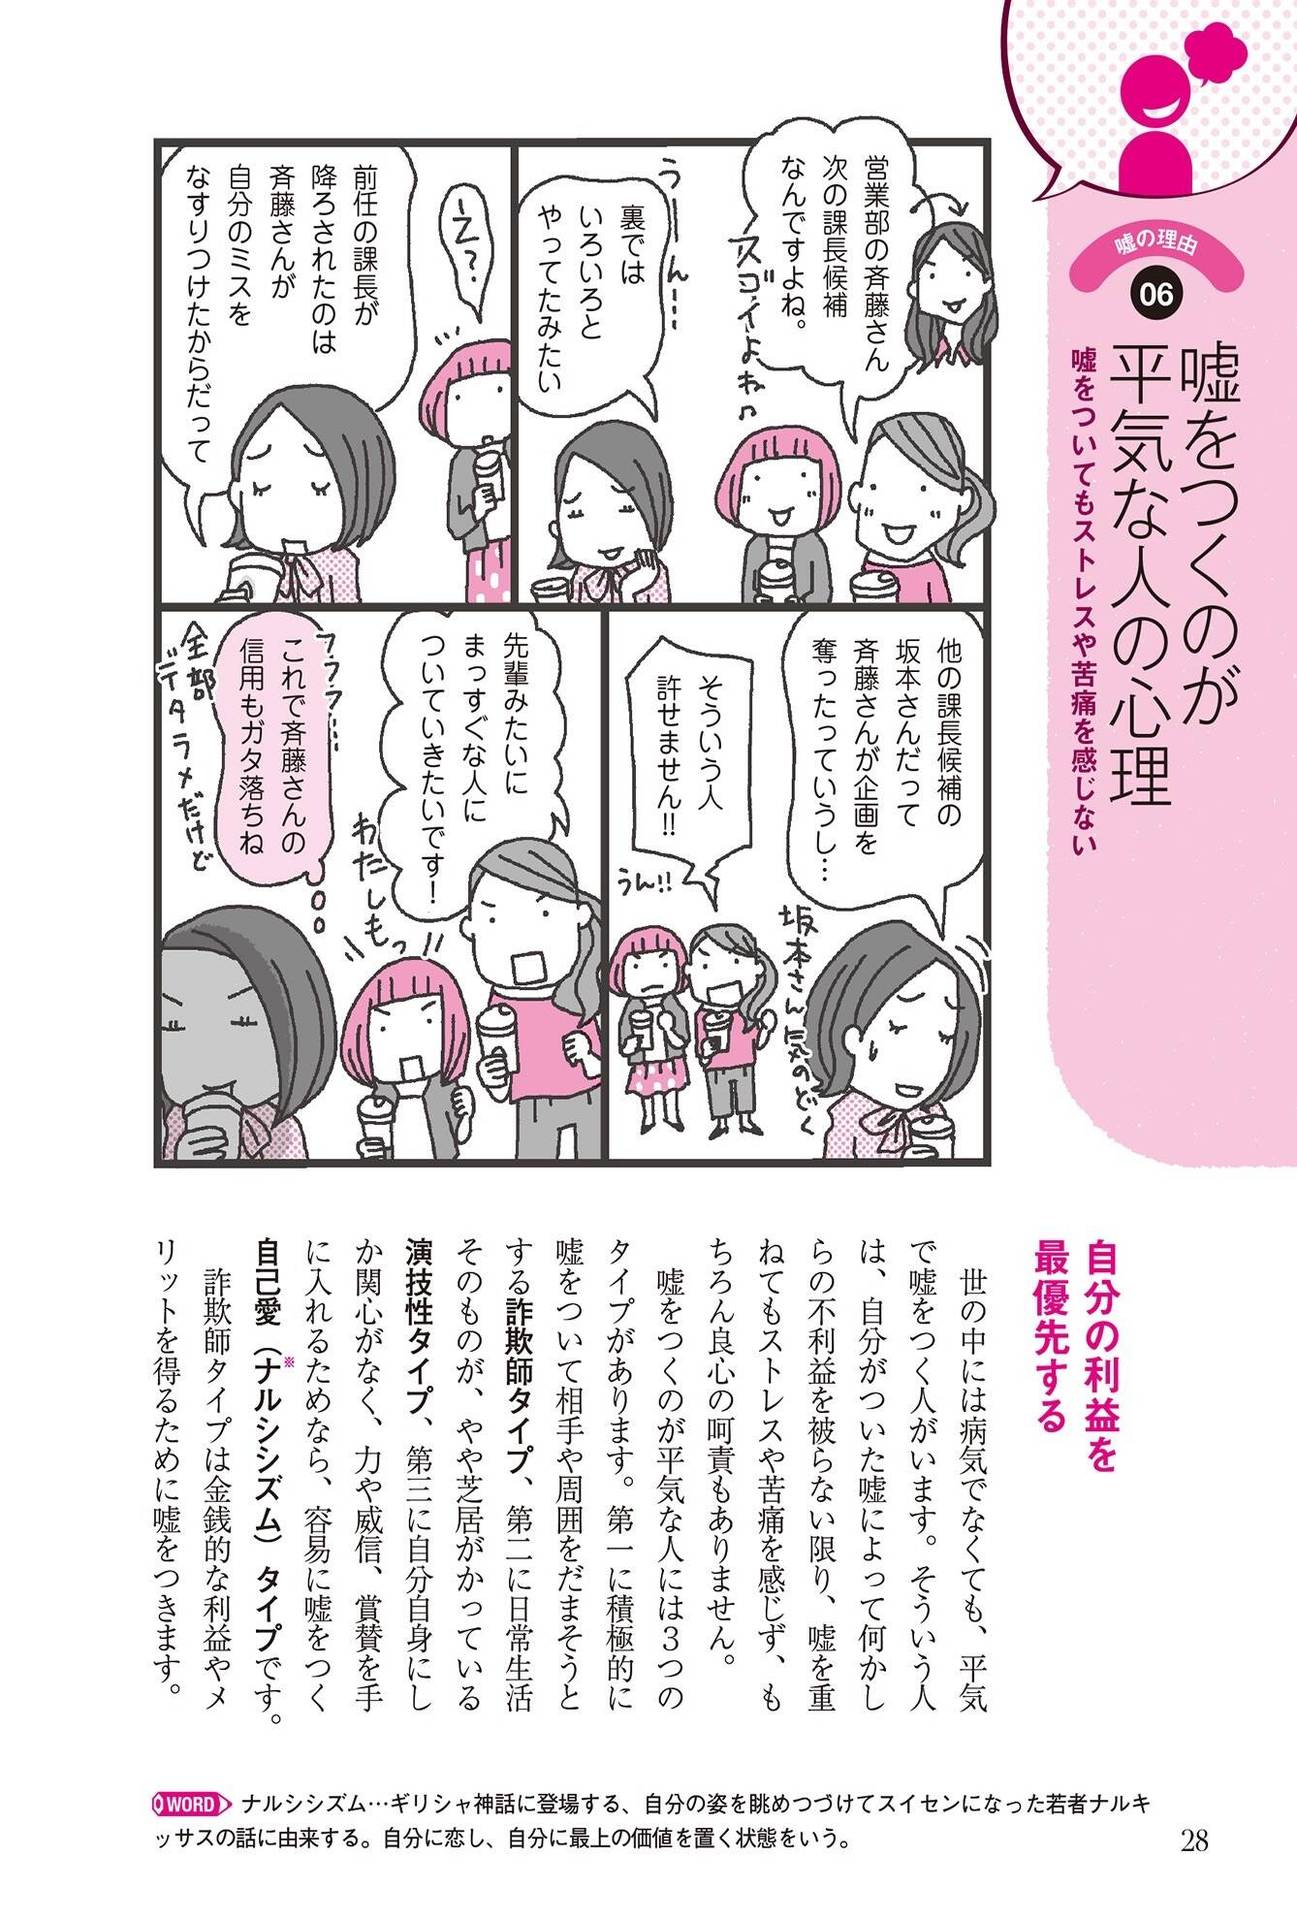 嘘の理由
06
嘘をつくのが
平気な人の心理
嘘をついてもストレスや苦痛を感じない
営業部の斉藤さん
次の課長候補
なんですよね。
スゴイよね♫
うーん…
裏では
いろいろと
やってたみたい
えー?
前任の課長が
降ろされたのは
斉藤さんが
自分のミスを
なすりつけたからだって
他の課長候補の
坂本さんだって
斉藤さんが企画を
奪ったっていうし…
坂本さん気のどく
そういう人
許せません!!
うん!!
先輩みたいに
まっすぐな人に
ついていきたいです!
わたしもっ!!
フフフ…
これで斉藤さんの
信用もガタ落ちね
全部
デタラメだけど
自分の利益を
最優先する
世の中には病気でなくても、平気
で嘘をつく人がいます。そういう人
は、自分がついた嘘によって何かし
らの不利益を被らない限り、嘘を重
ねてもストレスや苦痛を感じず、も
ちろん良心の呵責もありません。
嘘をつくのが平気な人には3つの
タイプがあります。第一に積極的に
嘘をついて相手や周囲をだまそうと
する詐欺師タイプ、第二に日常生活
そのものが、やや芝居がかっている
演技性タイプ、第三に自分自身にし
か関心がなく、力や威信、賞賛を手
に入れるためなら、容易に嘘をつく
自己愛(ナルシシズム※)タイプです。
詐欺師タイプは金銭的な利益やメ
リットを得るために嘘をつきます。
WORD ナルシシズム…ギリシャ神話に登場する、自分の姿を眺めつづけてスイセンになった若者ナルキ
ッサスの話に由来する。自分に恋し、自分に最上の価値を置く状態をいう。
28